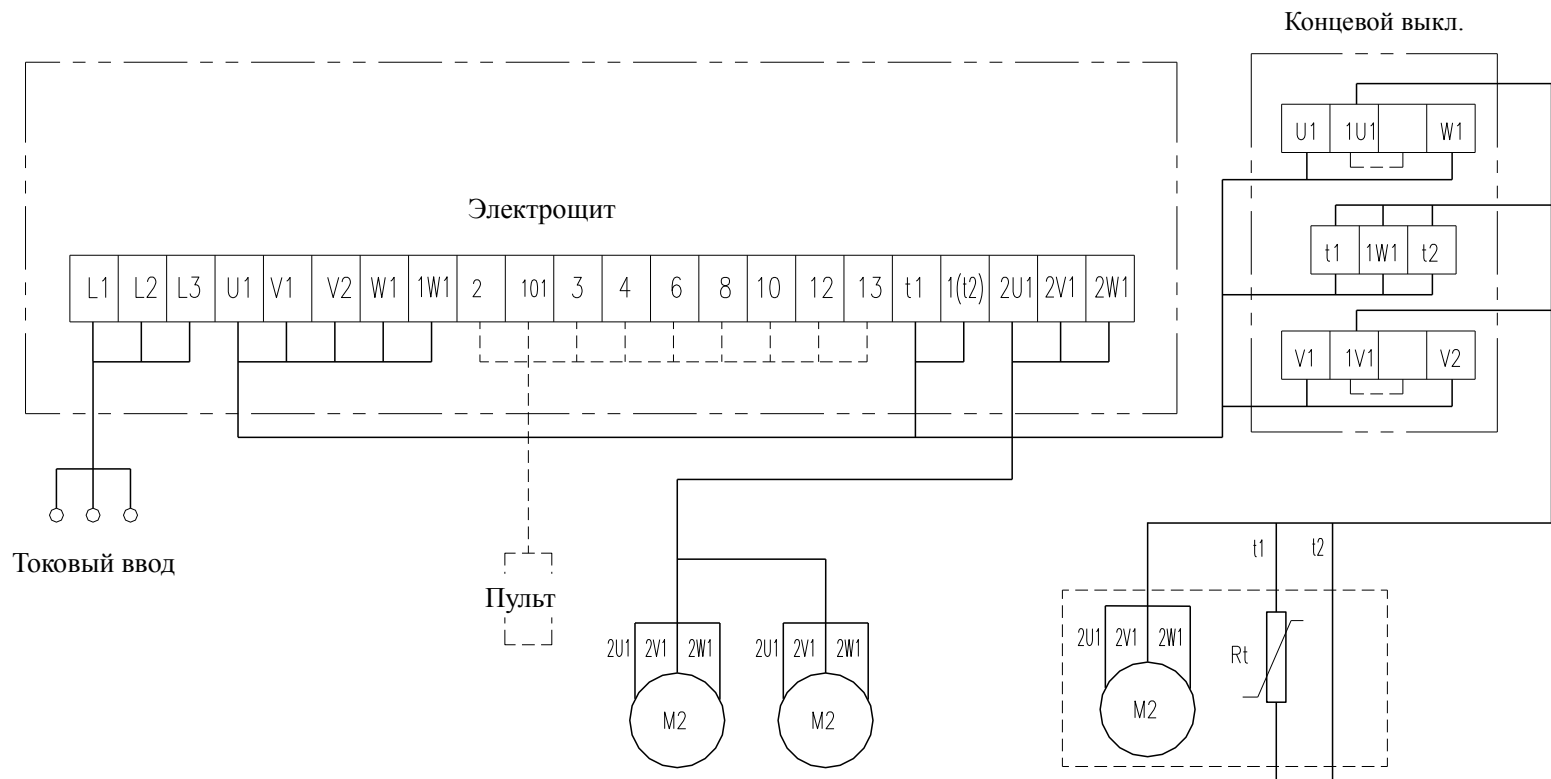 Концевой выкл.
U1 1U1 W1
Электрощит
t1 1W1 t2
L1 L2 L3 U1 V1 V2 W1 1W1 2 101 3 4 6 8 10 12 13 t1 1(t2) 2U1 2V1 2W1
V1 1V1 V2
Токовый ввод
Пульт
t1 t2
2U1 2V1 2W1
M2
2U1 2V1 2W1
M2
2U1 2V1 2W1
M2
Rt